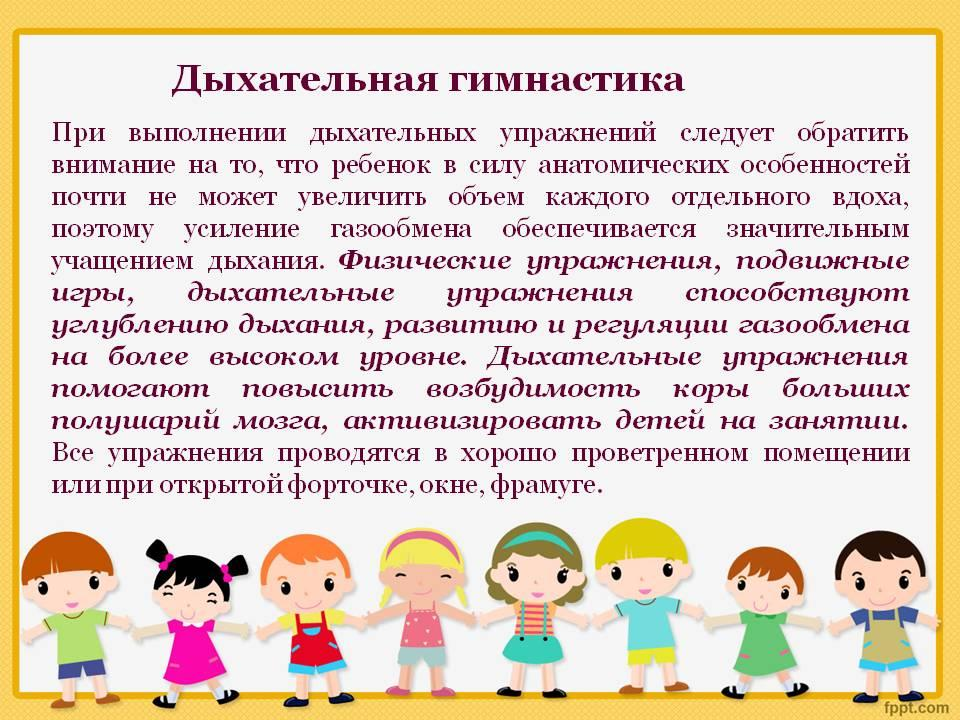 Дыхательная гимнастика
При выполнении дыхательных упражнений следует обратить
внимание на то, что ребенок в силу анатомических особенностей
почти не может увеличить объем каждого отдельного вдоха,
поэтому усиление газообмена обеспечивается значительным
учащением дыхания. Физические упражнения, подвижные
игры, дыхательные упражнения способствуют
углублению дыхания, развитию и регуляции газообмена
на более высоком уровне. Дыхательные упражнения
помогают повысить возбудимость коры больших
полушарий мозга, активизировать детей на занятии.
Все упражнения проводятся в хорошо проветренном помещении
или при открытой форточке, окне, фрамуге.
fppt.com